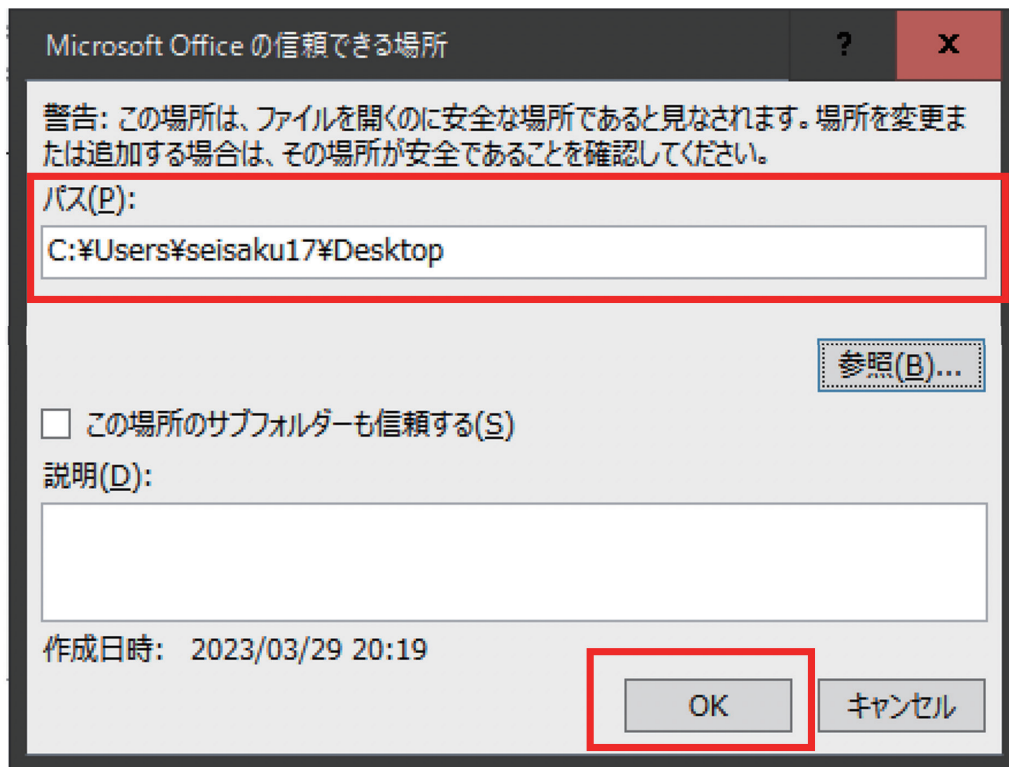 Microsoft Office の信頼できる場所
? x
警告: この場所は、ファイルを開くのに安全な場所であると見なされます。場所を変更ま
たは追加する場合は、その場所が安全であることを確認してください。
パス(P):
C:¥Users¥seisaku17¥Desktop
参照(B)...
この場所のサブフォルダーも信頼する(S)
説明(D):
作成日時: 2023/03/29 20:19
OK キャンセル